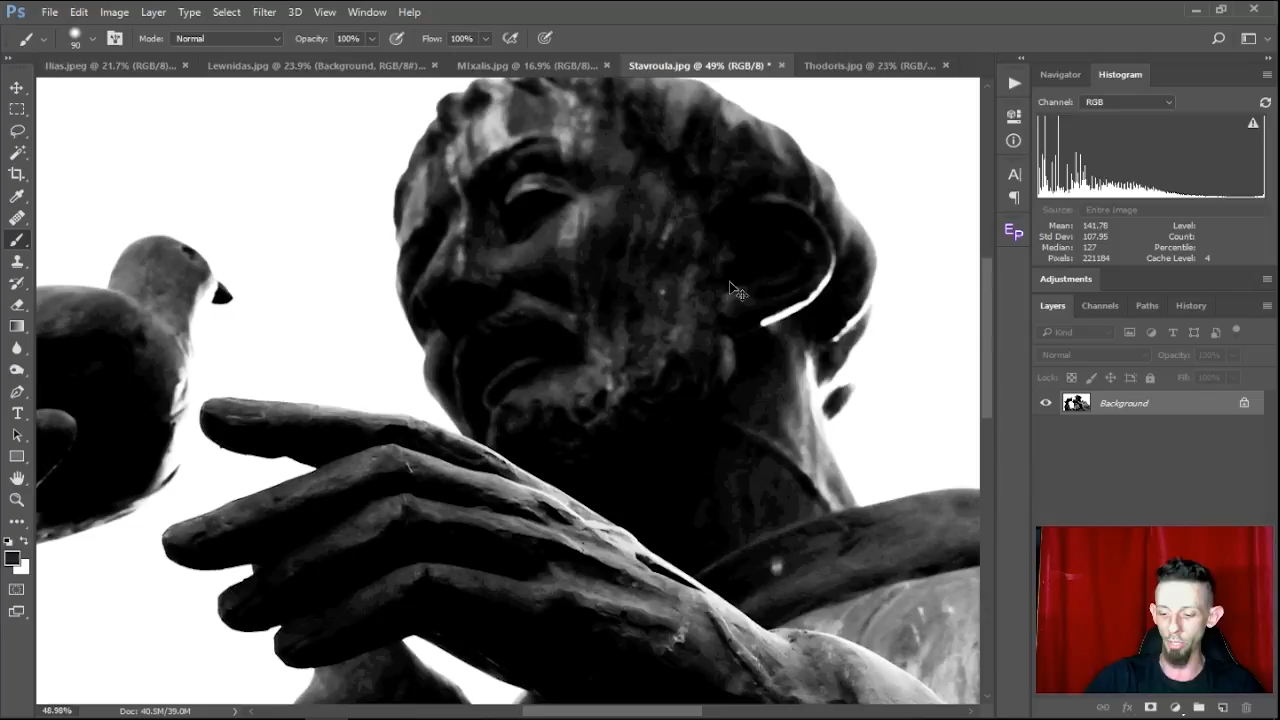 Ps File Edit Image Layer Type Select Filter 3D View Window Help
90 Mode: Normal Opacity: 100% Flow: 100%
Ilias.jpeg @ 21.7% (RGB/8)... × Lewnidas.jpg @ 23.9% (Background, RGB/8#) × Mixalis.jpg @ 16.9% (RGB/8)... × Stavroula.jpg @ 49% (RGB/8) * × Thodoris.jpg @ 23% (RGB/... ×
Navigator Histogram
Channel: RGB
Source: Entire Image
Mean: 141.78 Level:
Std Dev: 107.95 Count:
Median: 127 Percentile:
Pixels: 221184 Cache Level: 4
Adjustments
Layers Channels Paths History
Kind
Normal Opacity: 100%
Lock: Fill: 100%
Background
48.98% Doc: 40.5M/39.0M